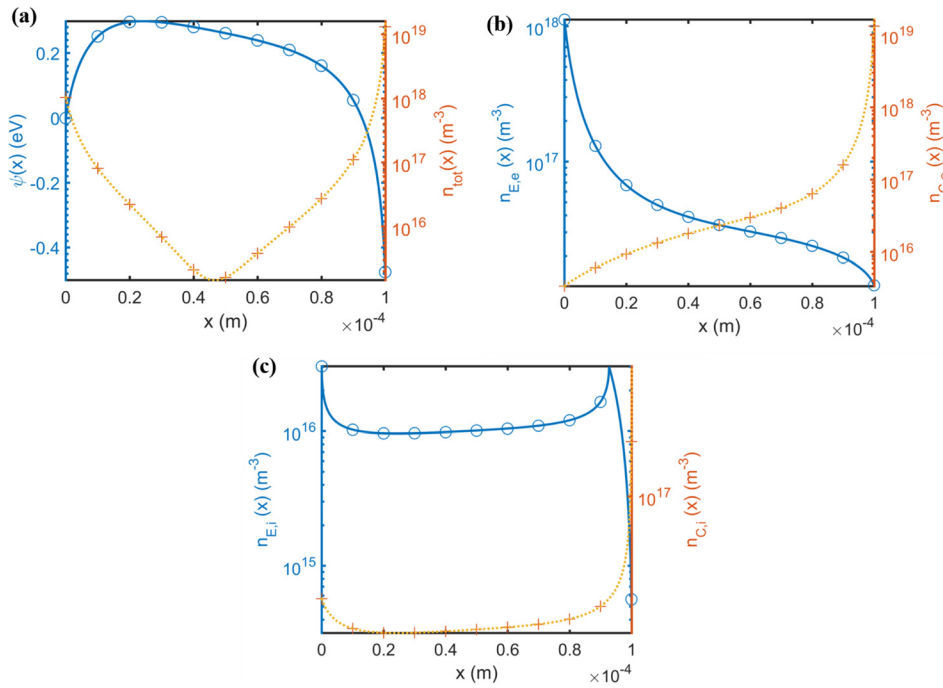 (a)
0.2
0
-0.2
-0.4
ψ(x) (eV)
10^19
10^18
10^17
10^16
n_tot(x) (m^-3)
0 0.2 0.4 0.6 0.8 1
x (m) ×10^-4
(b)
10^18
10^17
n_E,e (x) (m^-3)
10^19
10^18
10^17
10^16
(x) (m^-3)
0 0.2 0.4 0.6 0.8 1
x (m) ×10^-4
(c)
10^16
10^15
n_E,i (x) (m^-3)
10^17
n_C,i (x) (m^-3)
0 0.2 0.4 0.6 0.8 1
x (m) ×10^-4